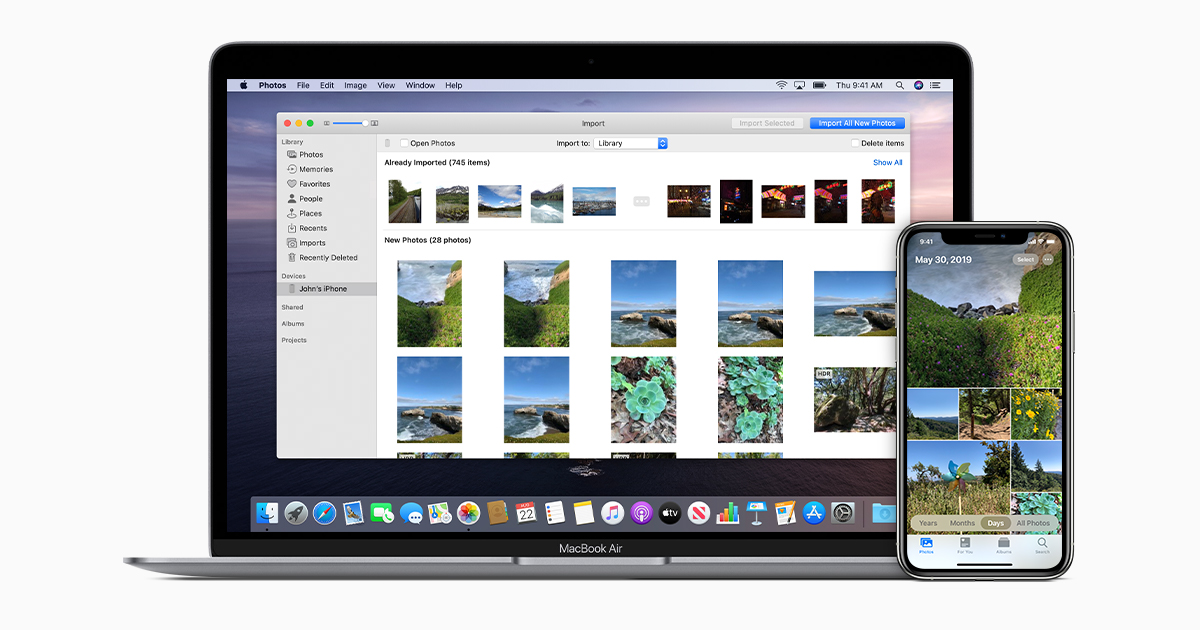 Photos File Edit Image View Window Help Thu 9:41 AM
Import Import Selected Import All New Photos
Library
Photos
Memories
Favorites
People
Places
Recents
Imports
Recently Deleted
Devices
John's iPhone
Shared
Albums
Projects
Open Photos Import to: Library Delete items
Already Imported (745 items) Show All
New Photos (28 photos)
HDR
AUG
22
tv
MacBook Air
9:41
May 30, 2019 Select
Years Months Days All Photos
Photos For You Albums Search